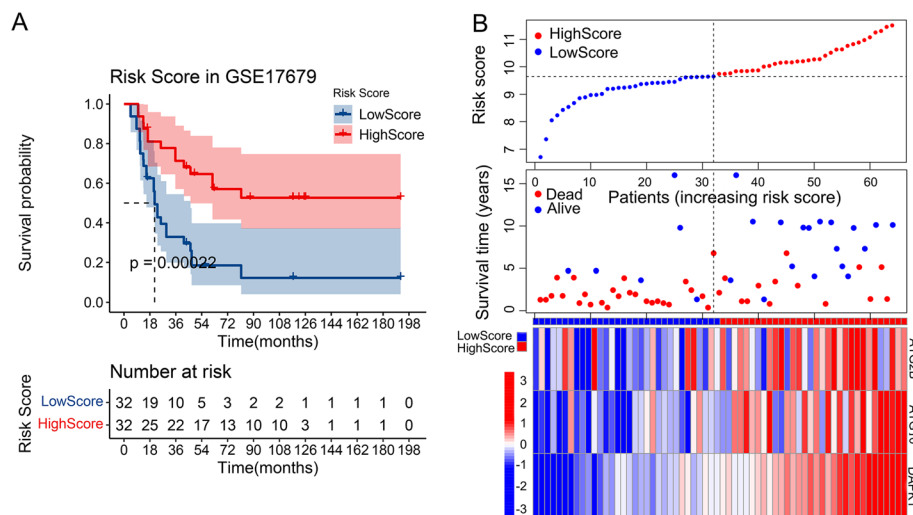 A
Risk Score in GSE17679
Risk Score
LowScore
HighScore
Survival probability
1.0
0.8
0.6
0.4
0.2
0.0
p = 0.00022
0 18 36 54 72 90 108 126 144 162 180 198
Time(months)
Number at risk
Risk Score
LowScore 32 19 10 5 3 2 2 1 1 1 1 0
HighScore 32 25 22 17 13 10 10 3 1 1 1 0
0 18 36 54 72 90 108 126 144 162 180 198
Time(months)
B
Risk score
11
10
9
8
7
HighScore
LowScore
0 10 20 30 40 50 60
Patients (increasing risk score)
Survival time (years)
15
10
5
0
Dead
Alive
LowScore
HighScore
3
2
1
0
-1
-2
-3